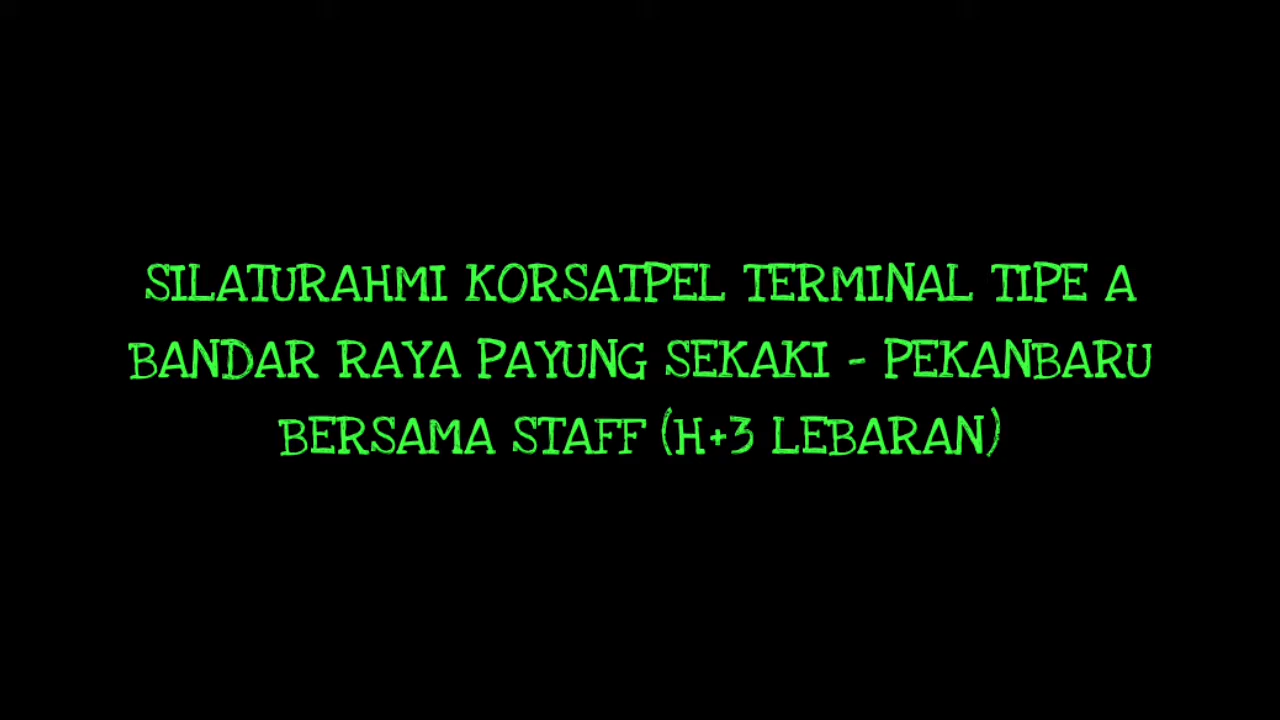 SILATURAHMI KORSATPEL TERMINAL TIPE A
BANDAR RAYA PAYUNG SEKAKI - PEKANBARU
BERSAMA STAFF (H+3 LEBARAN)